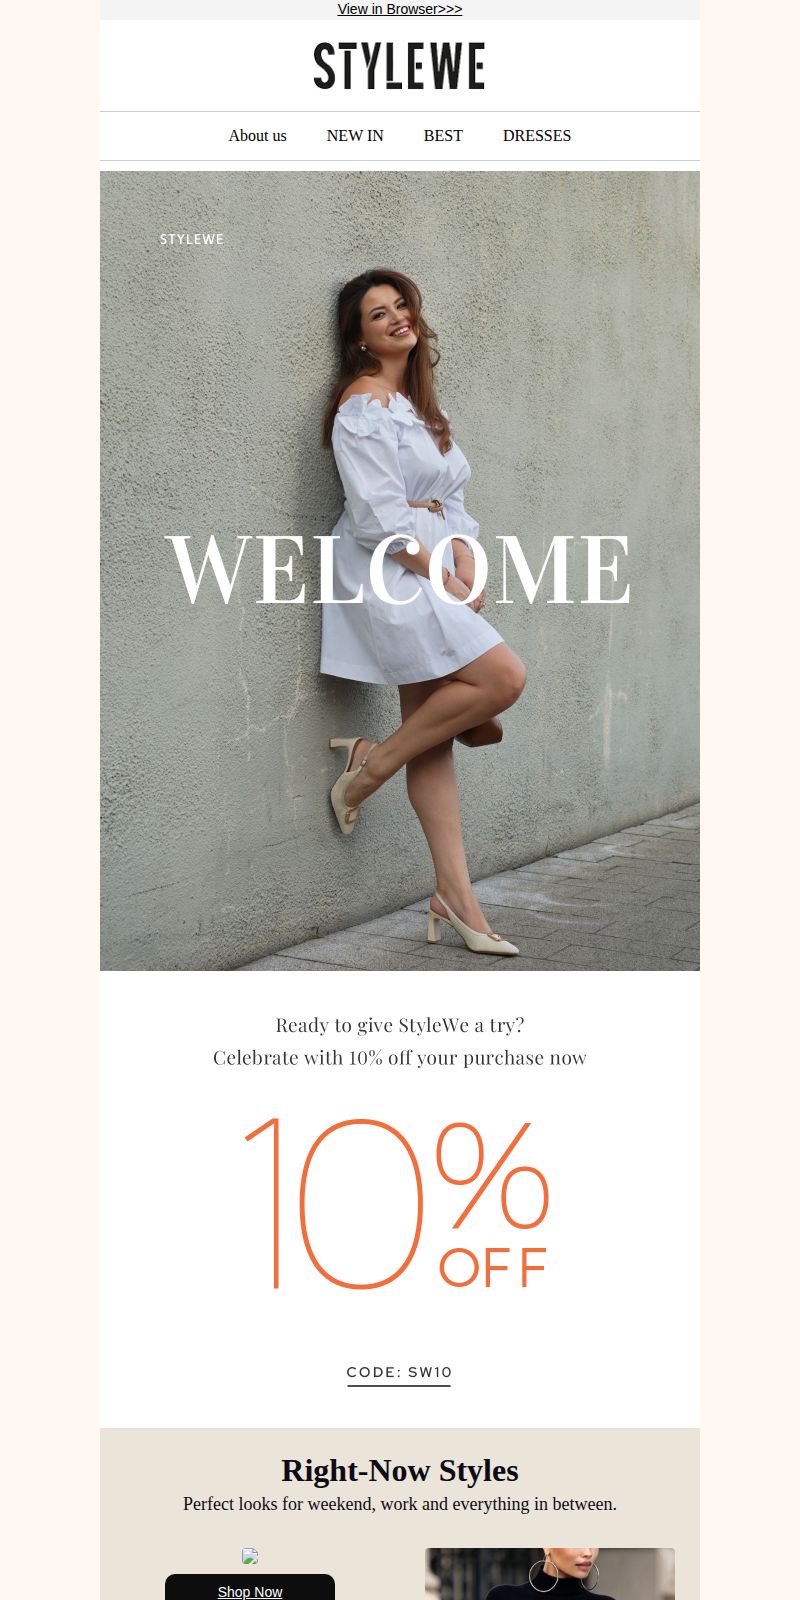 View in Browser>>>
STYLEWE
About us NEW IN BEST DRESSES
STYLEWE
WELCOME
Ready to give StyleWe a try?
Celebrate with 10% off your purchase now
10%
OFF
CODE: SW10
Right-Now Styles
Perfect looks for weekend, work and everything in between.
Shop Now